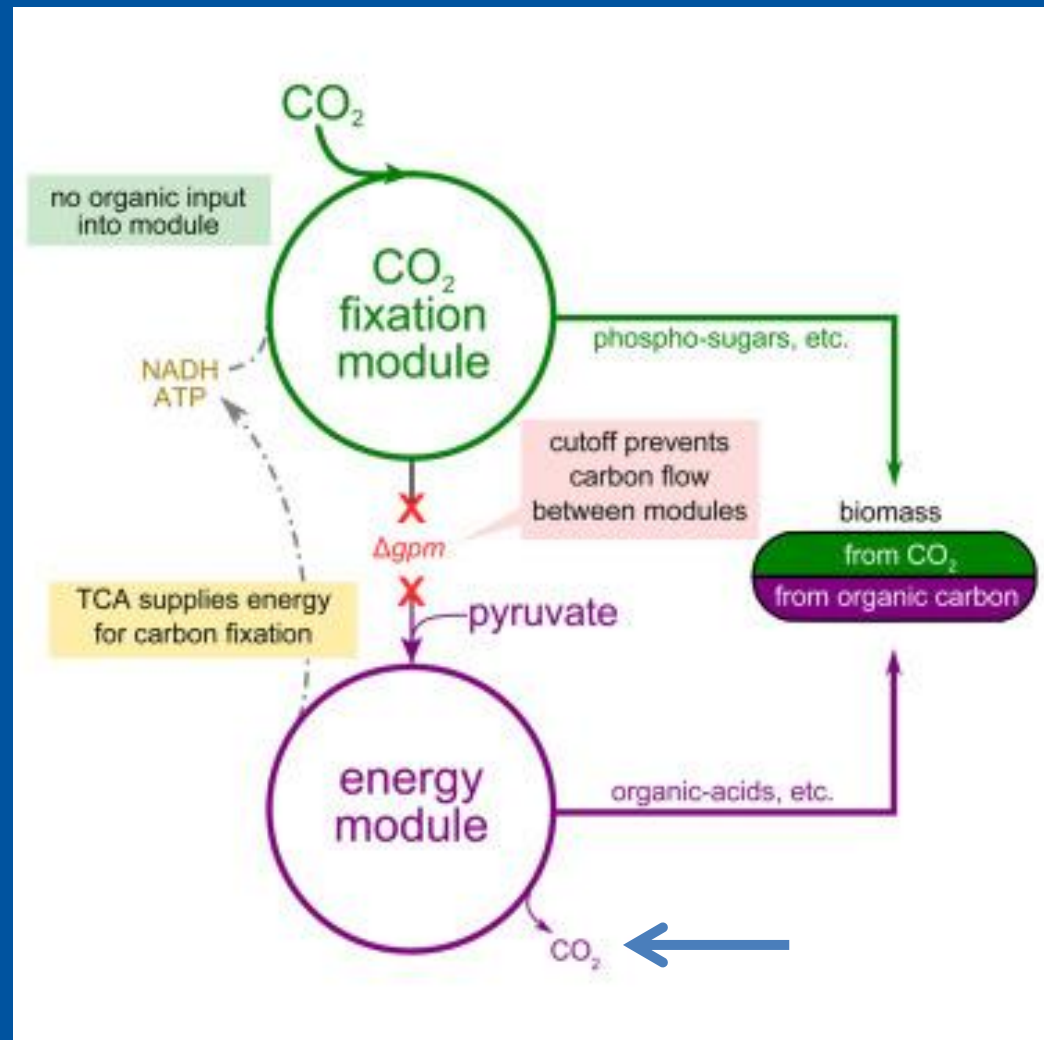 CO₂
no organic input
into module
CO₂
fixation
module
phospho-sugars, etc.
NADH
ATP
cutoff prevents
carbon flow
between modules
Δgpm
biomass
from CO₂
from organic carbon
TCA supplies energy
for carbon fixation
pyruvate
energy
module
organic-acids, etc.
CO₂